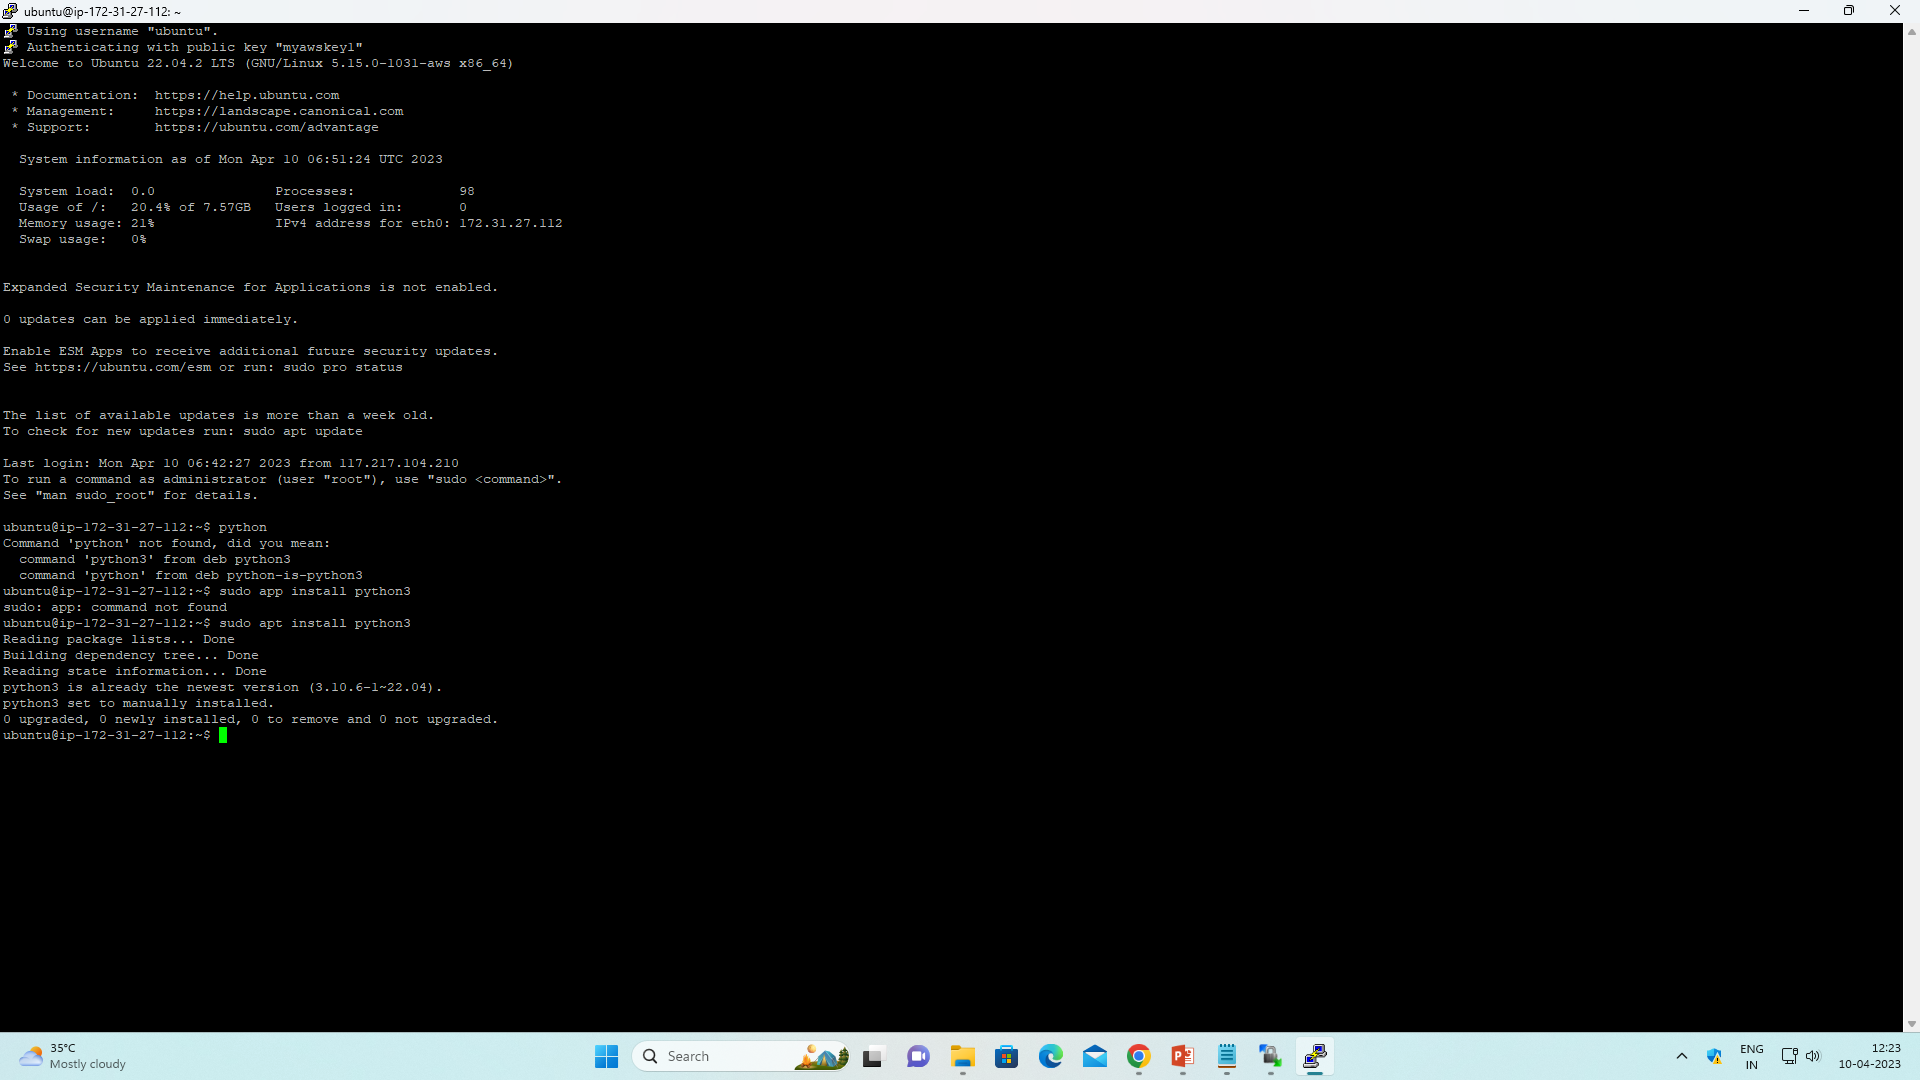 ubuntu@ip-172-31-27-112: ~
Using username "ubuntu".
Authenticating with public key "myawskey1"
Welcome to Ubuntu 22.04.2 LTS (GNU/Linux 5.15.0-1031-aws x86_64)
* Documentation:  https://help.ubuntu.com
* Management:     https://landscape.canonical.com
* Support:        https://ubuntu.com/advantage
System information as of Mon Apr 10 06:51:24 UTC 2023
System load:  0.0               Processes:             98
Usage of /:   20.4% of 7.57GB   Users logged in:       0
Memory usage: 21%               IPv4 address for eth0: 172.31.27.112
Swap usage:   0%
Expanded Security Maintenance for Applications is not enabled.
0 updates can be applied immediately.
Enable ESM Apps to receive additional future security updates.
See https://ubuntu.com/esm or run: sudo pro status
The list of available updates is more than a week old.
To check for new updates run: sudo apt update
Last login: Mon Apr 10 06:42:27 2023 from 117.217.104.210
To run a command as administrator (user "root"), use "sudo <command>".
See "man sudo_root" for details.
ubuntu@ip-172-31-27-112:~$ python
Command 'python' not found, did you mean:
command 'python3' from deb python3
command 'python' from deb python-is-python3
ubuntu@ip-172-31-27-112:~$ sudo app install python3
sudo: app: command not found
ubuntu@ip-172-31-27-112:~$ sudo apt install python3
Reading package lists... Done
Building dependency tree... Done
Reading state information... Done
python3 is already the newest version (3.10.6-1~22.04).
python3 set to manually installed.
0 upgraded, 0 newly installed, 0 to remove and 0 not upgraded.
ubuntu@ip-172-31-27-112:~$
35°C
Mostly cloudy
Search
ENG
IN
12:23
10-04-2023